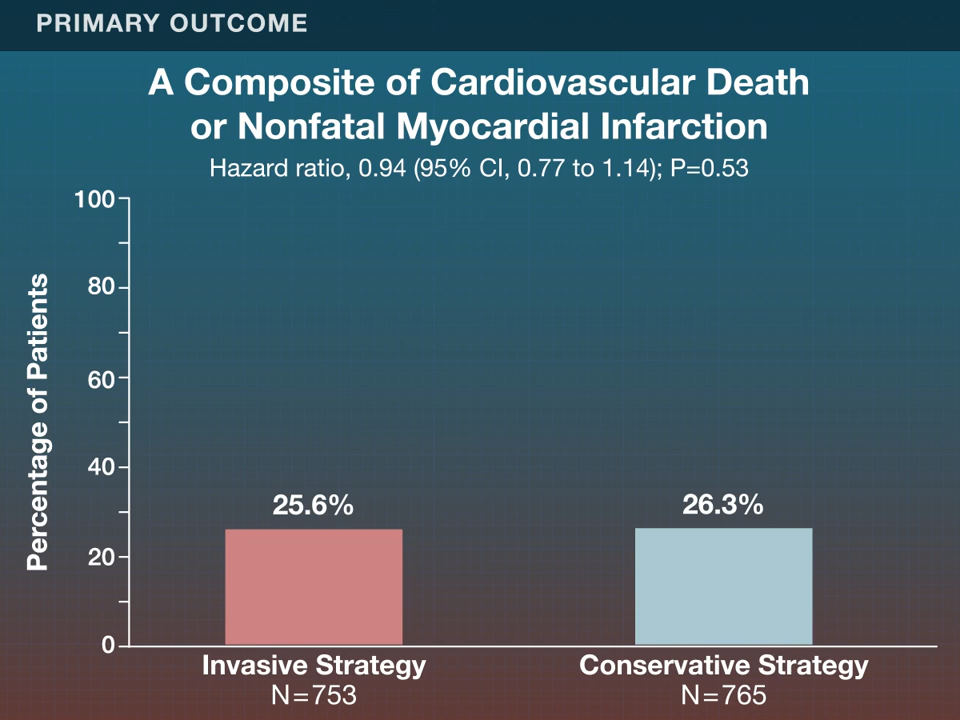 PRIMARY OUTCOME
A Composite of Cardiovascular Death
or Nonfatal Myocardial Infarction
Hazard ratio, 0.94 (95% CI, 0.77 to 1.14); P=0.53
Percentage of Patients
100
80
60
40
20
0
25.6%
26.3%
Invasive Strategy
N=753
Conservative Strategy
N=765